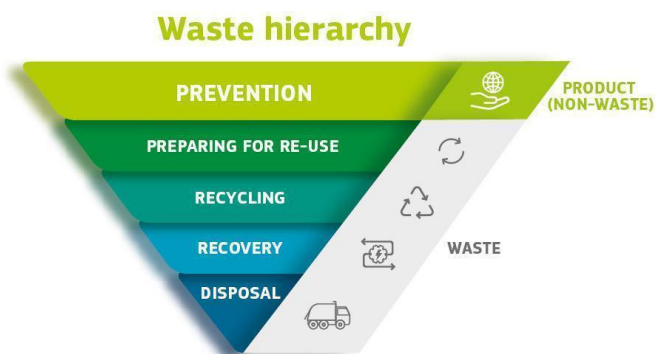 Waste hierarchy
PREVENTION
PRODUCT
(NON-WASTE)
PREPARING FOR RE-USE
RECYCLING
RECOVERY
WASTE
DISPOSAL